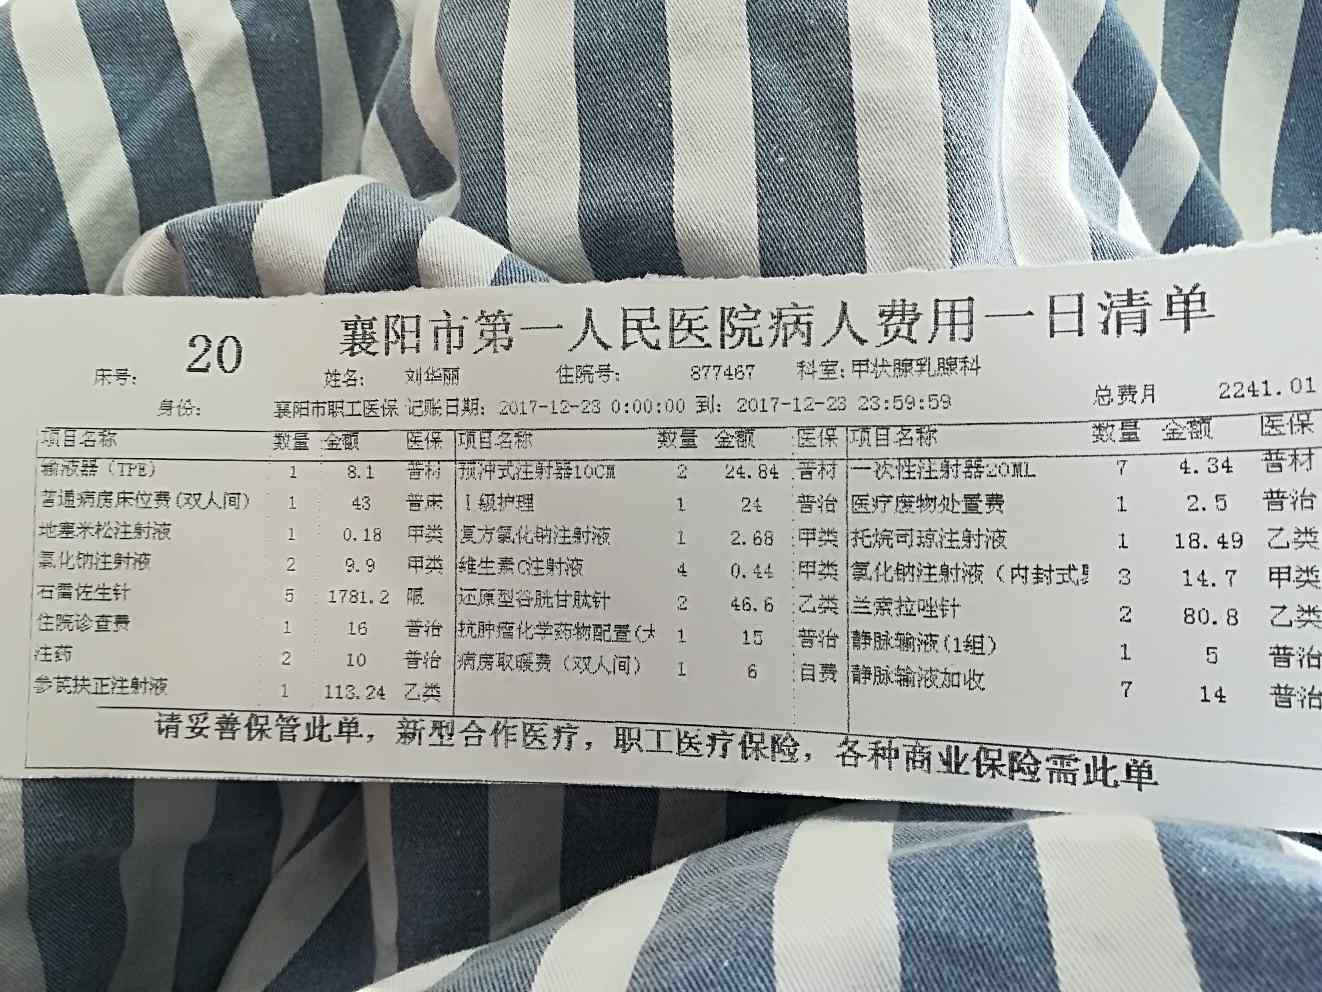 襄阳市第一人民医院病人费用一日清单
床号: 20 姓名: 刘华丽 住院号: 877467 科室:甲状腺乳腺科
身份: 襄阳市职工医保 记账日期: 2017-12-23 0:00:00 到: 2017-12-23 23:59:59 总费月 2241.01
项目名称 数量 金额 医保 项目名称 数量 金额 医保 项目名称 数量 金额 医保
输液器(TPE) 1 8.1 普材 预冲式注射器10CM 2 24.84 普材 一次性注射器20ML 7 4.34 普材
普通病房床位费(双人间) 1 43 普床 Ⅰ级护理 1 24 普治 医疗废物处置费 1 2.5 普治
地塞米松注射液 1 0.18 甲类 复方氯化钠注射液 1 2.68 甲类 托烷司琼注射液 1 18.49 乙类
氯化钠注射液 2 9.9 甲类 维生素C注射液 4 0.44 甲类 氯化钠注射液(内封式 3 14.7 甲类
石雷佐生针 5 1781.2 限 还原型谷胱甘肽针 2 46.6 乙类 兰索拉唑针 2 80.8 乙类
住院诊查费 1 16 普治 抗肿瘤化学药物配置( 1 15 普治 静脉输液(1组) 1 5 普治
注药 2 10 普治 病房取暖费(双人间) 1 6 自费 静脉输液加收 7 14 普治
参芪扶正注射液 1 113.24 乙类
请妥善保管此单，新型合作医疗，职工医疗保险，各种商业保险需此单